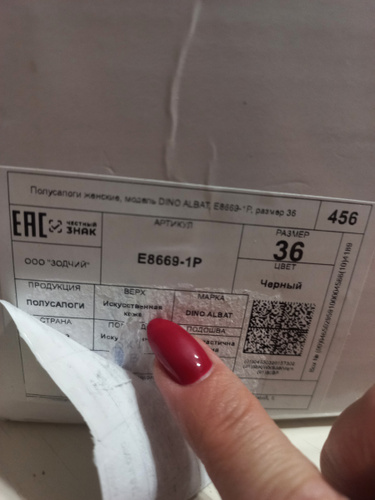 Полусапоги женские, модель DINO ALBAT, E8669-1P, размер 36
456
EAC
ЧЕСТНЫЙ
ЗНАК
АРТИКУЛ
E8669-1P
РАЗМЕР
36
ООО "ЗОДЧИЙ"
ЦВЕТ
Черный
ПРОДУКЦИЯ
ВЕРХ
МАРКА
ПОЛУСАПОГИ
Искусственная
кожа
DINO ALBAT
СТРАНА
ПОДОШВА